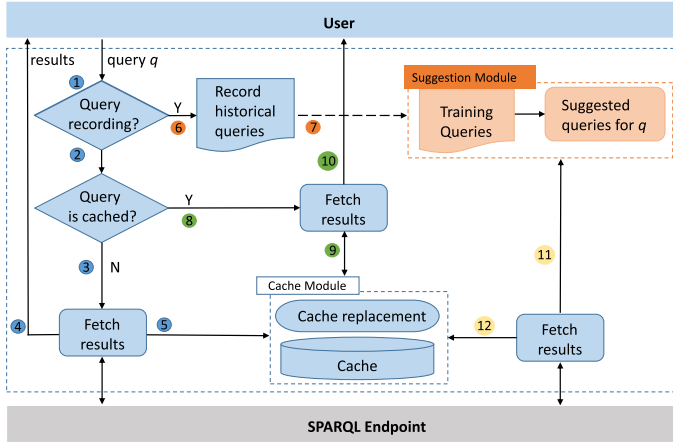 User
results
query q
1
Query
recording?
Y
6
Record
historical
queries
7
Suggestion Module
Training
Queries
Suggested
queries for q
2
Query
is cached?
Y
8
10
Fetch
results
9
11
3
N
Cache Module
4
Fetch
results
5
Cache replacement
Cache
12
Fetch
results
SPARQL Endpoint